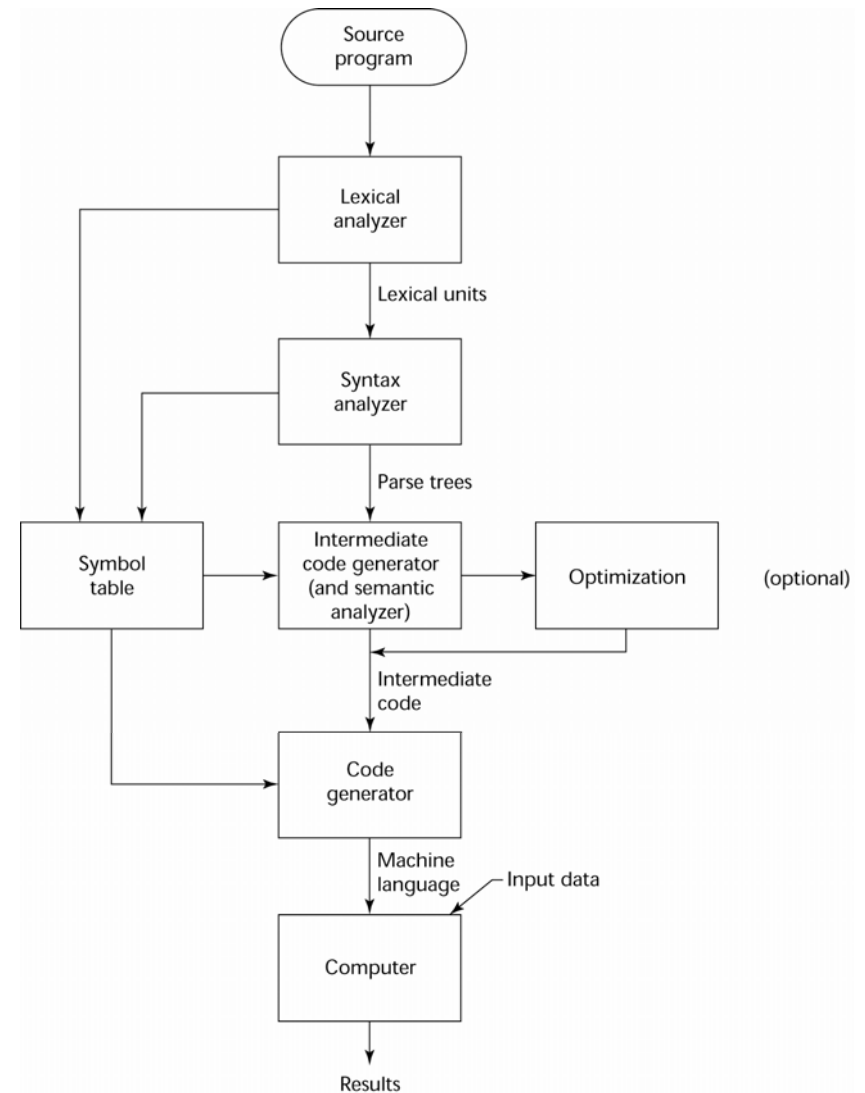 Source
program
Lexical
analyzer
Lexical units
Syntax
analyzer
Parse trees
Symbol
table
Intermediate
code generator
(and semantic
analyzer)
Optimization
(optional)
Intermediate
code
Code
generator
Machine
language
Input data
Computer
Results